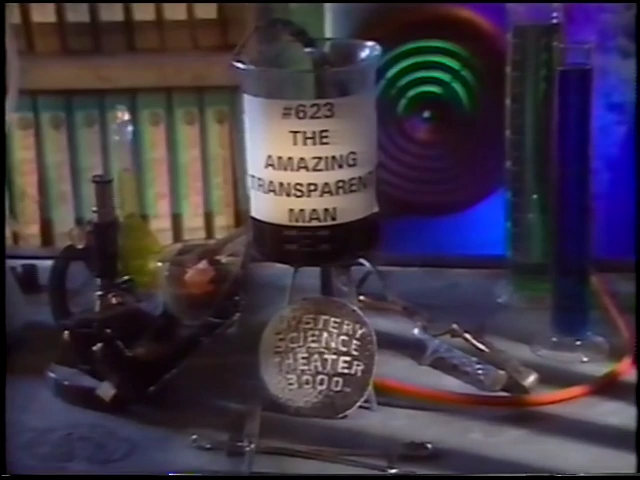 #623
THE
AMAZING
TRANSPARENT
MAN
MYSTERY
SCIENCE
THEATER
3000